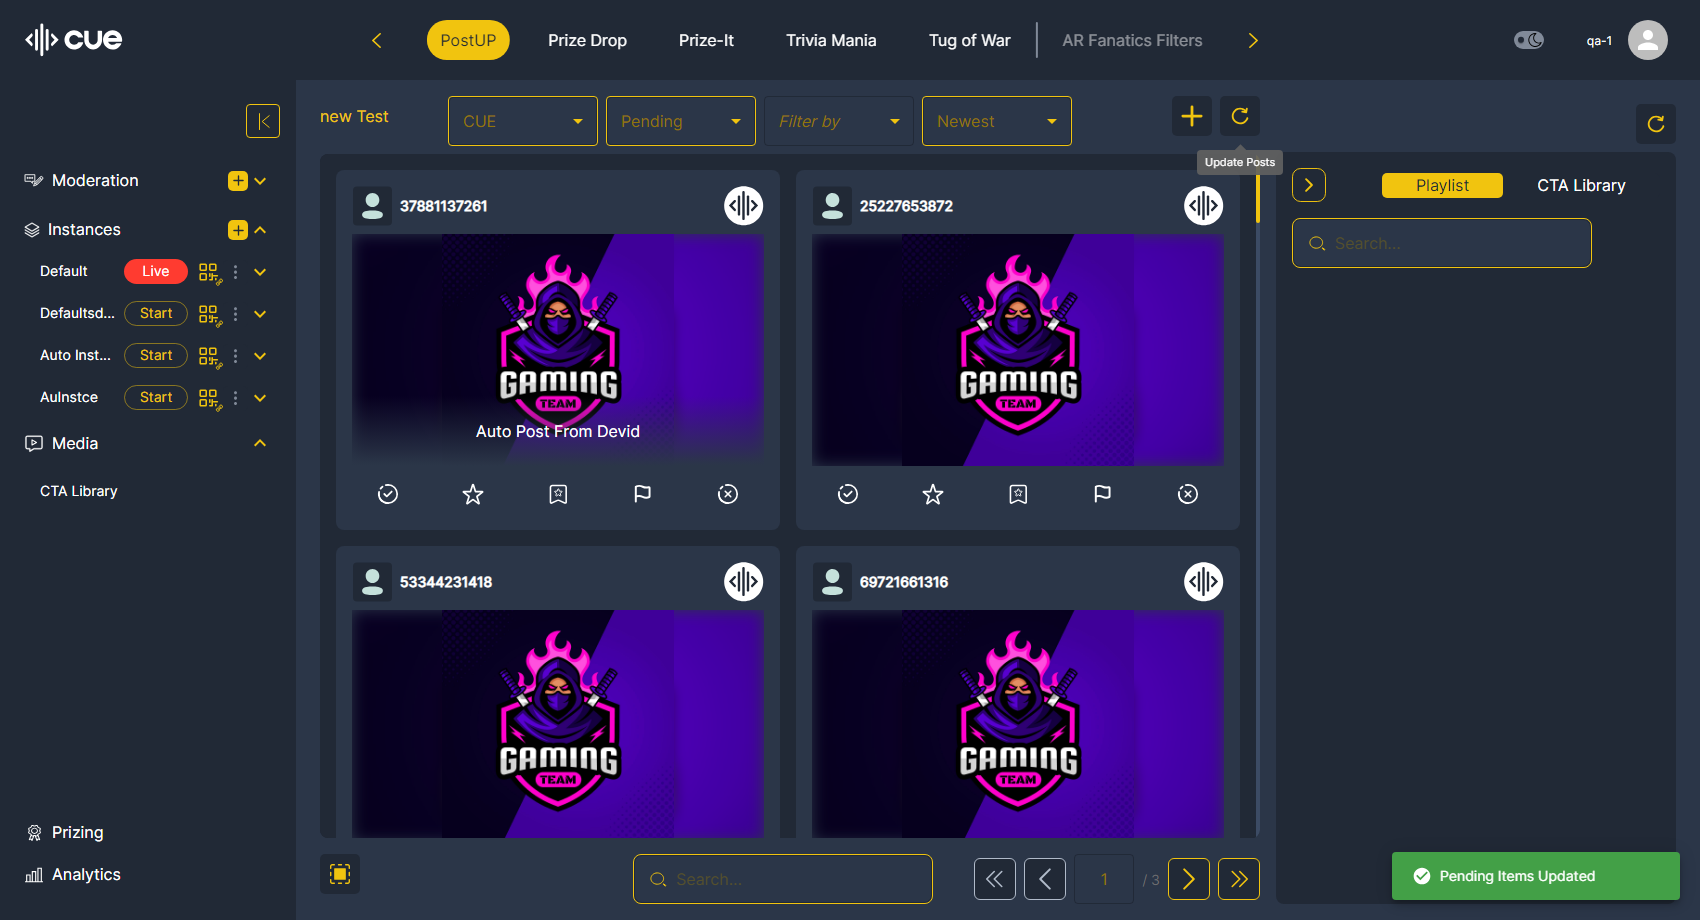 cue
PostUP
Prize Drop
Prize-It
Trivia Mania
Tug of War
AR Fanatics Filters
qa-1
new Test
CUE
Pending
Filter by
Newest
Update Posts
Moderation
Instances
Default
Live
Defaultsd...
Start
Auto Inst...
Start
AuInstce
Start
Media
CTA Library
Prizing
Analytics
37881137261
GAMING
TEAM
Auto Post From Devid
25227653872
GAMING
TEAM
53344231418
GAMING
TEAM
69721661316
GAMING
TEAM
Search...
1
/ 3
Playlist
CTA Library
Search...
Pending Items Updated